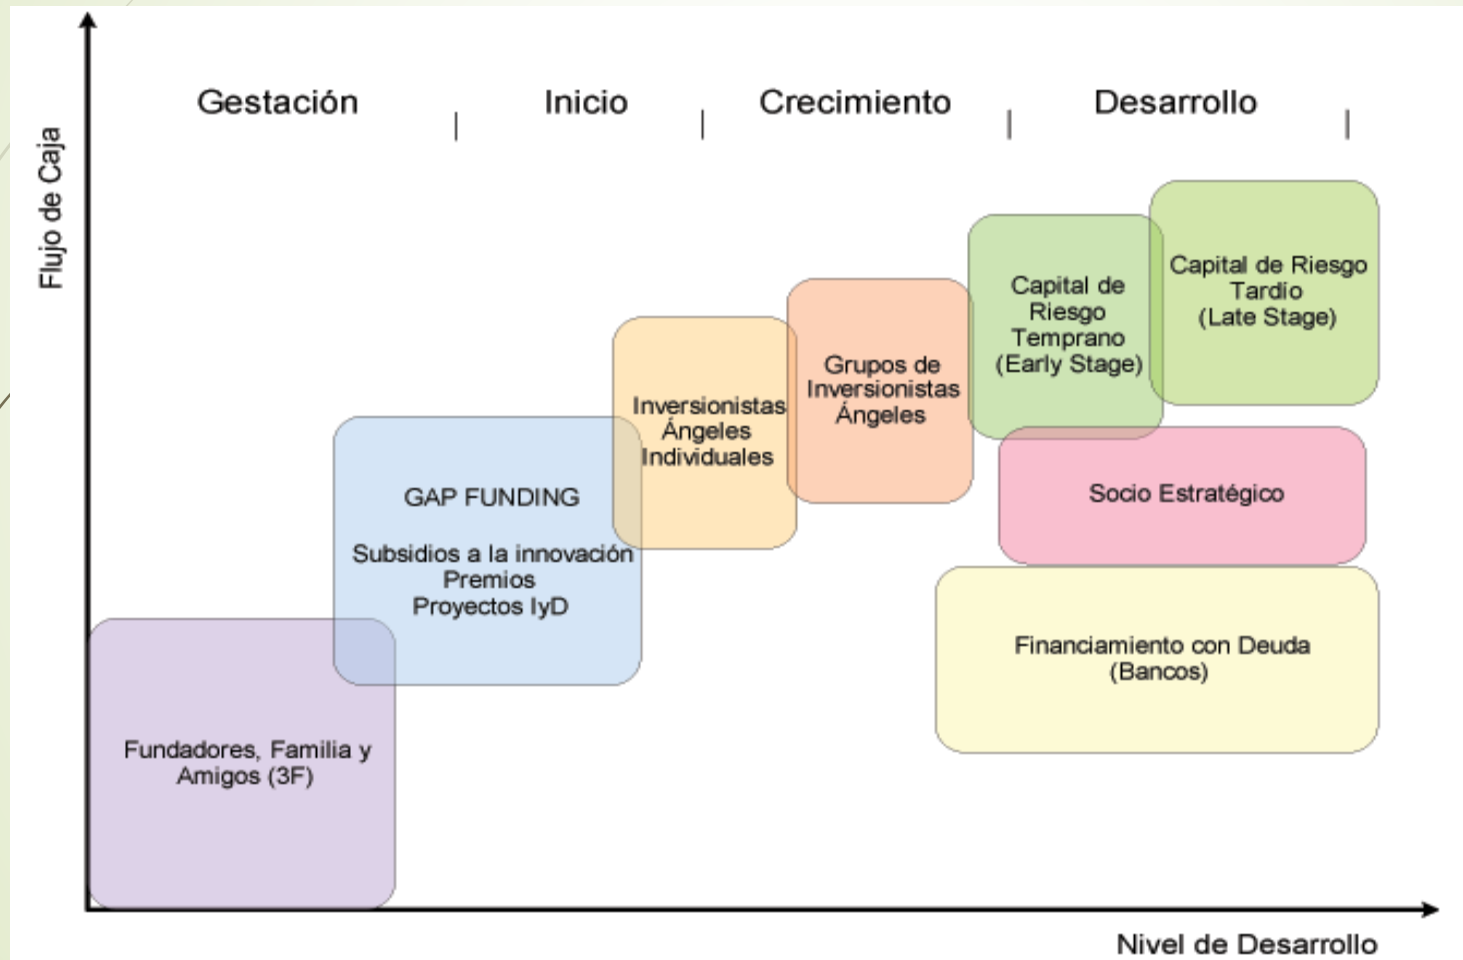 Gestación
Inicio
Crecimiento
Desarrollo
Flujo de Caja
Capital de Riesgo
Tardio
(Late Stage)
Capital de
Riesgo
Temprano
(Early Stage)
Grupos de
Inversionistas
Ángeles
Inversionistas
Ángeles
Individuales
GAP FUNDING
Subsidios a la innovación
Premios
Proyectos IyD
Socio Estratégico
Financiamiento con Deuda
(Bancos)
Fundadores, Familia y
Amigos (3F)
Nivel de Desarrollo